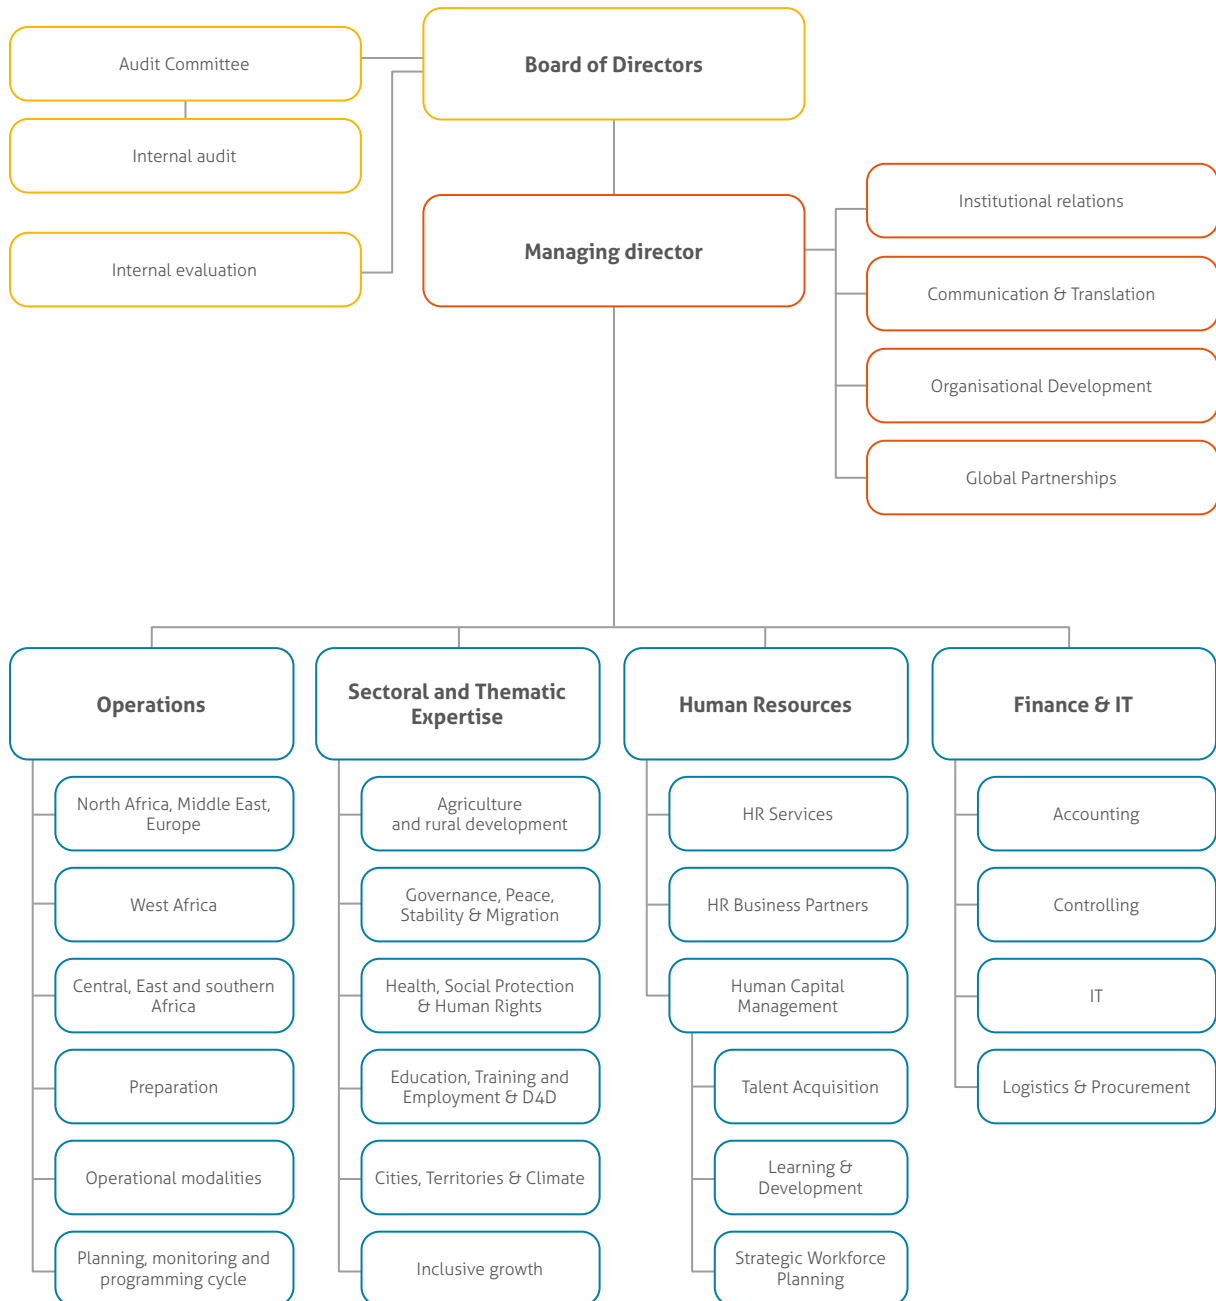 Audit Committee
Board of Directors
Internal audit
Internal evaluation
Managing director
Institutional relations
Communication & Translation
Organisational Development
Global Partnerships
Operations
North Africa, Middle East,
Europe
West Africa
Central, East and southern
Africa
Preparation
Operational modalities
Planning, monitoring and
programming cycle
Sectoral and Thematic
Expertise
Agriculture
and rural development
Governance, Peace,
Stability & Migration
Health, Social Protection
& Human Rights
Education, Training and
Employment & D4D
Cities, Territories & Climate
Inclusive growth
Human Resources
HR Services
HR Business Partners
Human Capital
Management
Talent Acquisition
Learning &
Development
Strategic Workforce
Planning
Finance & IT
Accounting
Controlling
IT
Logistics & Procurement